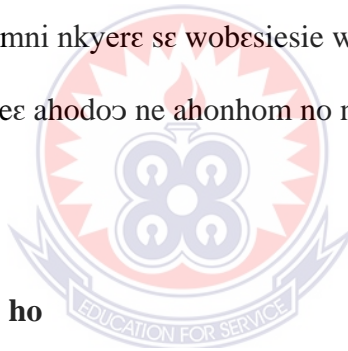 mni nkyerɛ sɛ wobɛsiesie w
eɛ ahodoɔ ne ahonhom no n
ho
EDUCATION FOR SERVICE